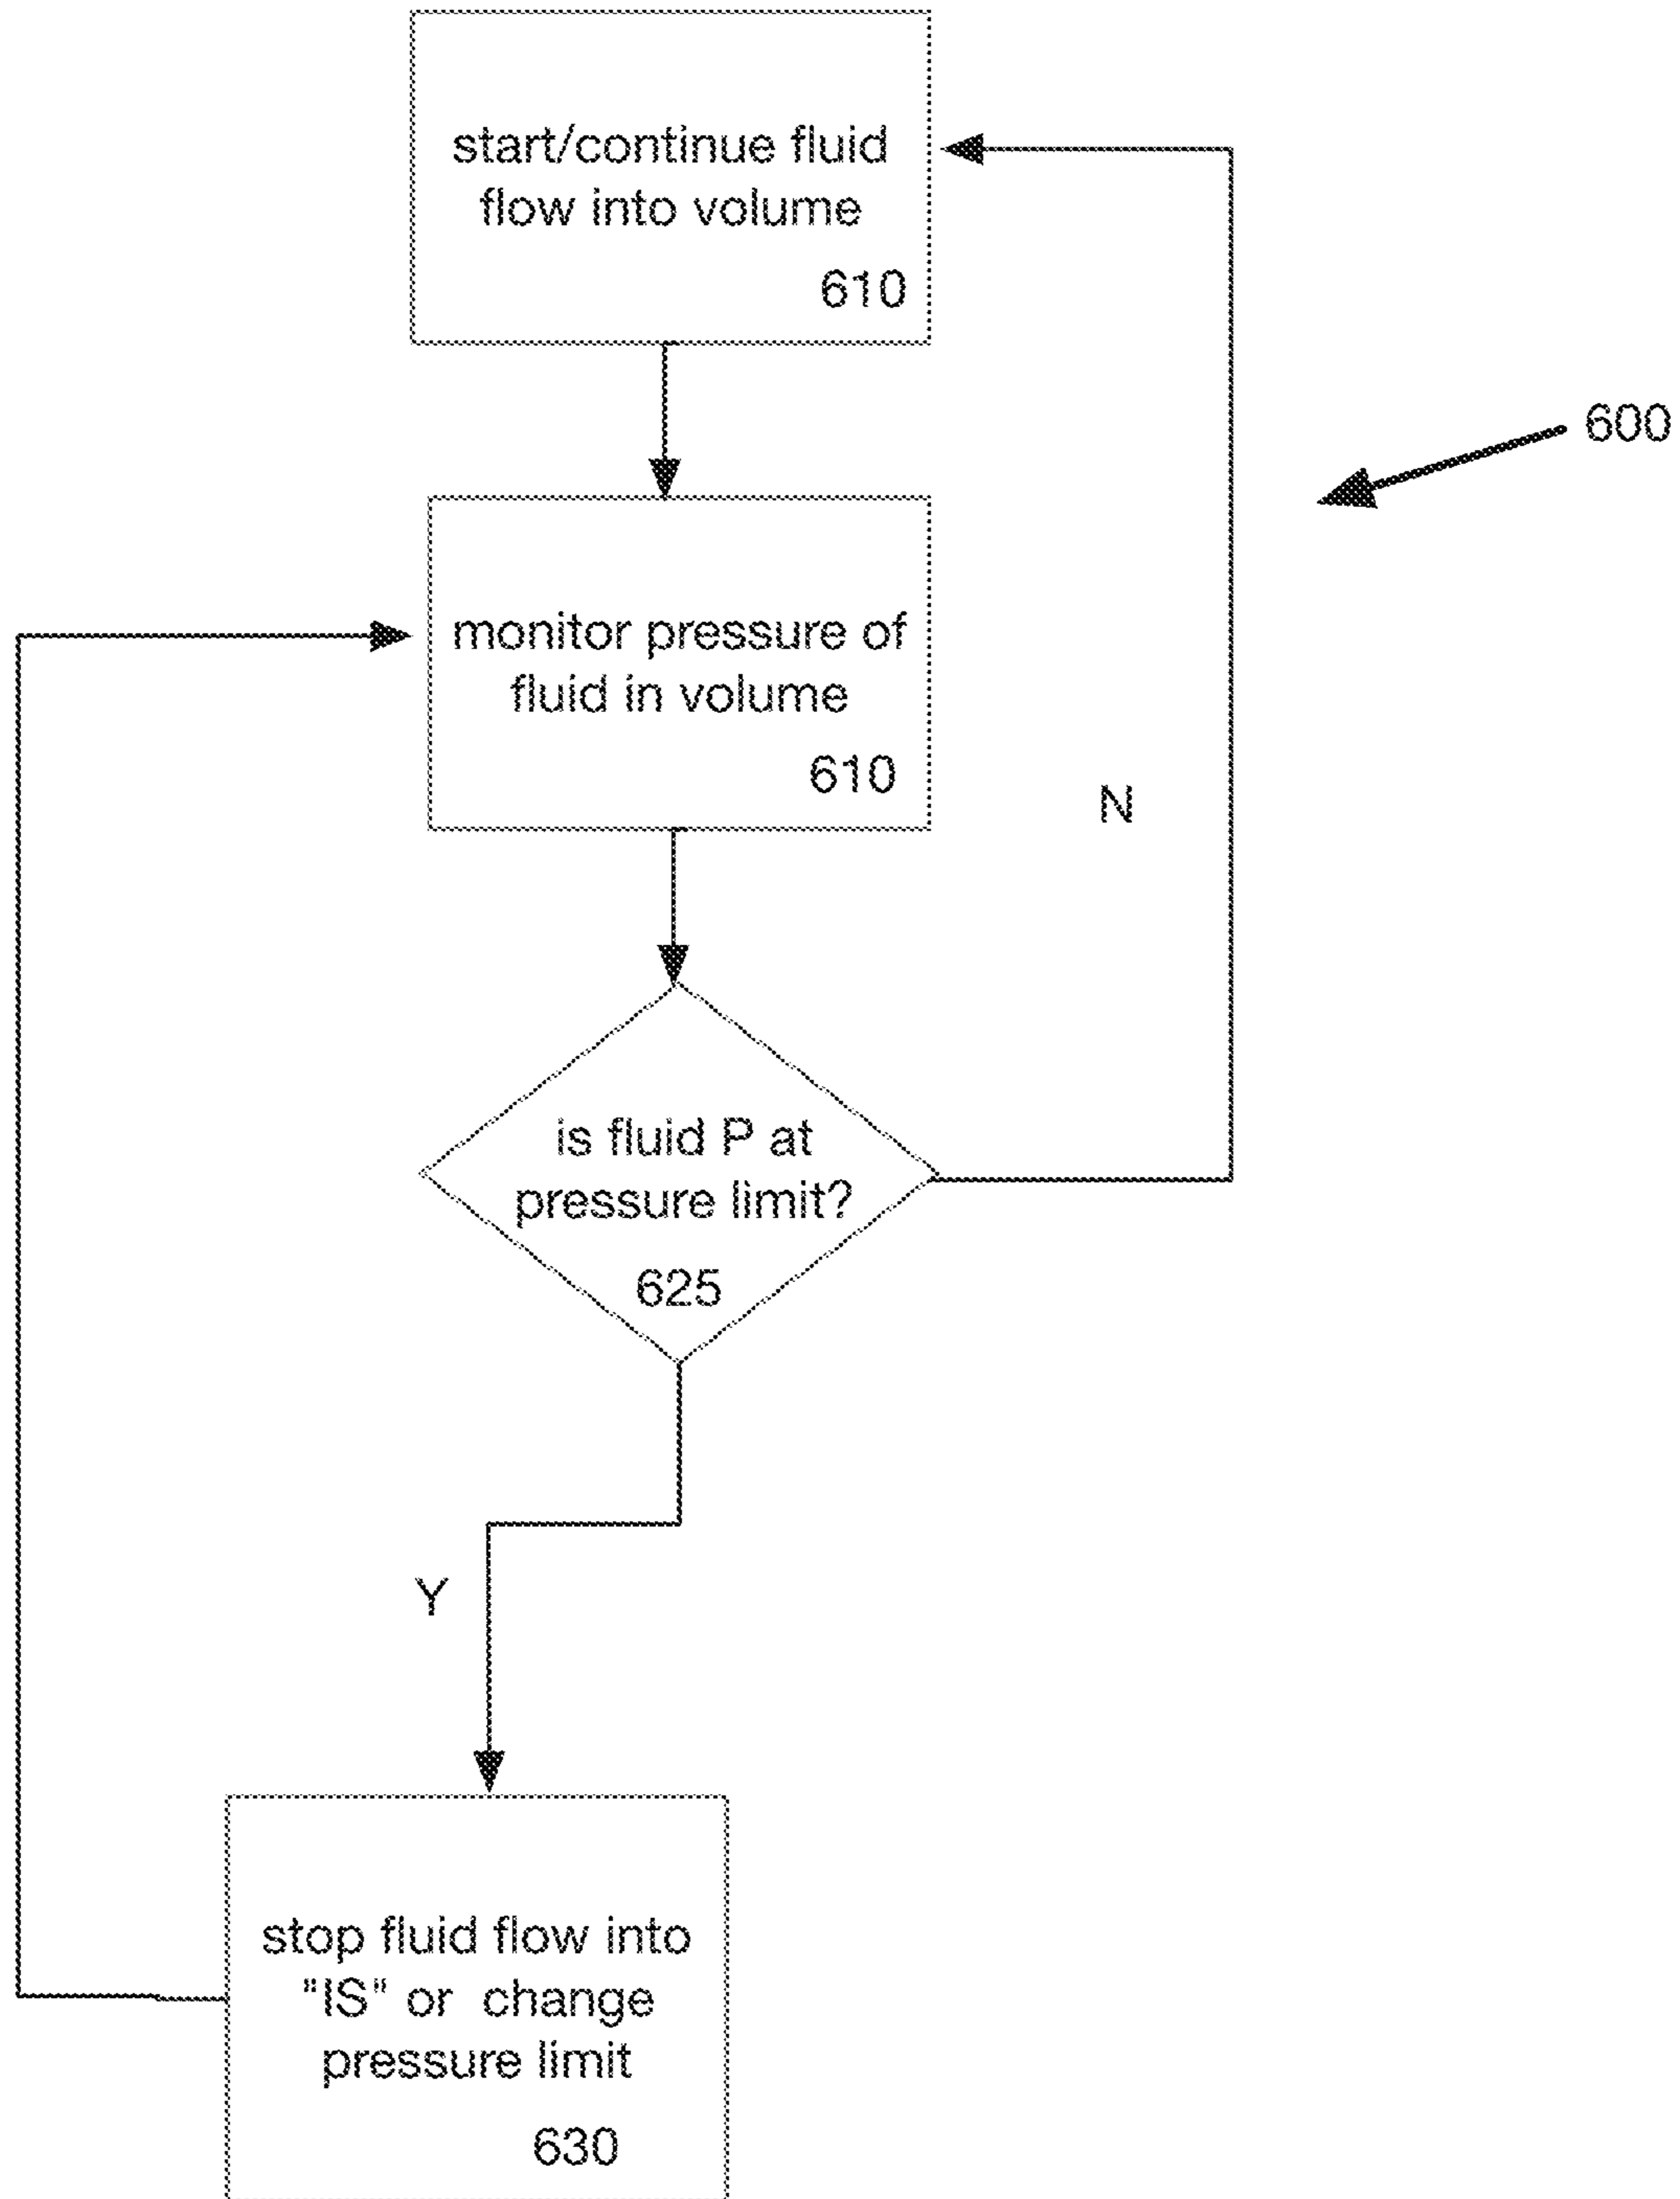 start/continue fluid
flow into volume
610
600
monitor pressure of
fluid in volume
610
N
is fluid P at
pressure limit?
625
Y
stop fluid flow into
"IS" or change
pressure limit
630